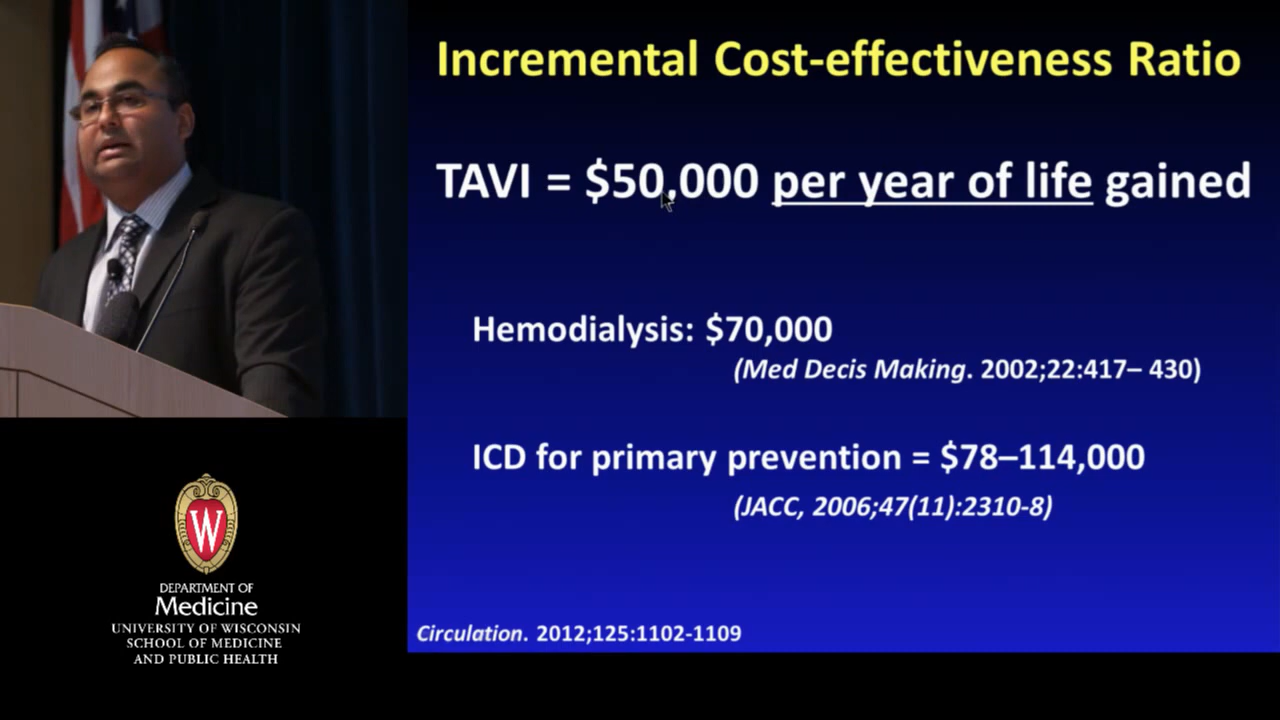 Incremental Cost-effectiveness Ratio
TAVI = $50,000 per year of life gained
Hemodialysis: $70,000
(Med Decis Making. 2002;22:417– 430)
ICD for primary prevention = $78–114,000
(JACC, 2006;47(11):2310-8)
Circulation. 2012;125:1102-1109
W
DEPARTMENT OF
Medicine
UNIVERSITY OF WISCONSIN
SCHOOL OF MEDICINE
AND PUBLIC HEALTH